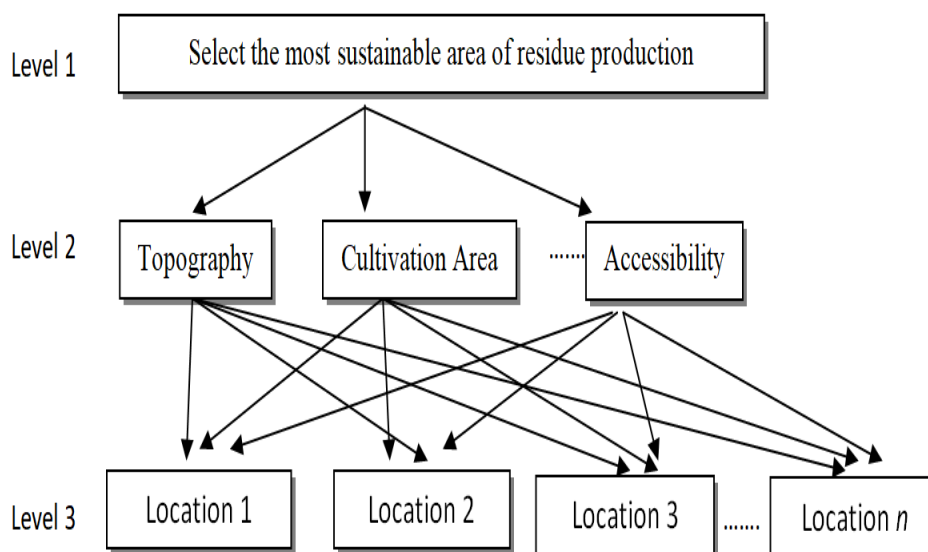 Level 1
Select the most sustainable area of residue production
Level 2
Topography
Cultivation Area
.......
Accessibility
Level 3
Location 1
Location 2
Location 3
.......
Location n